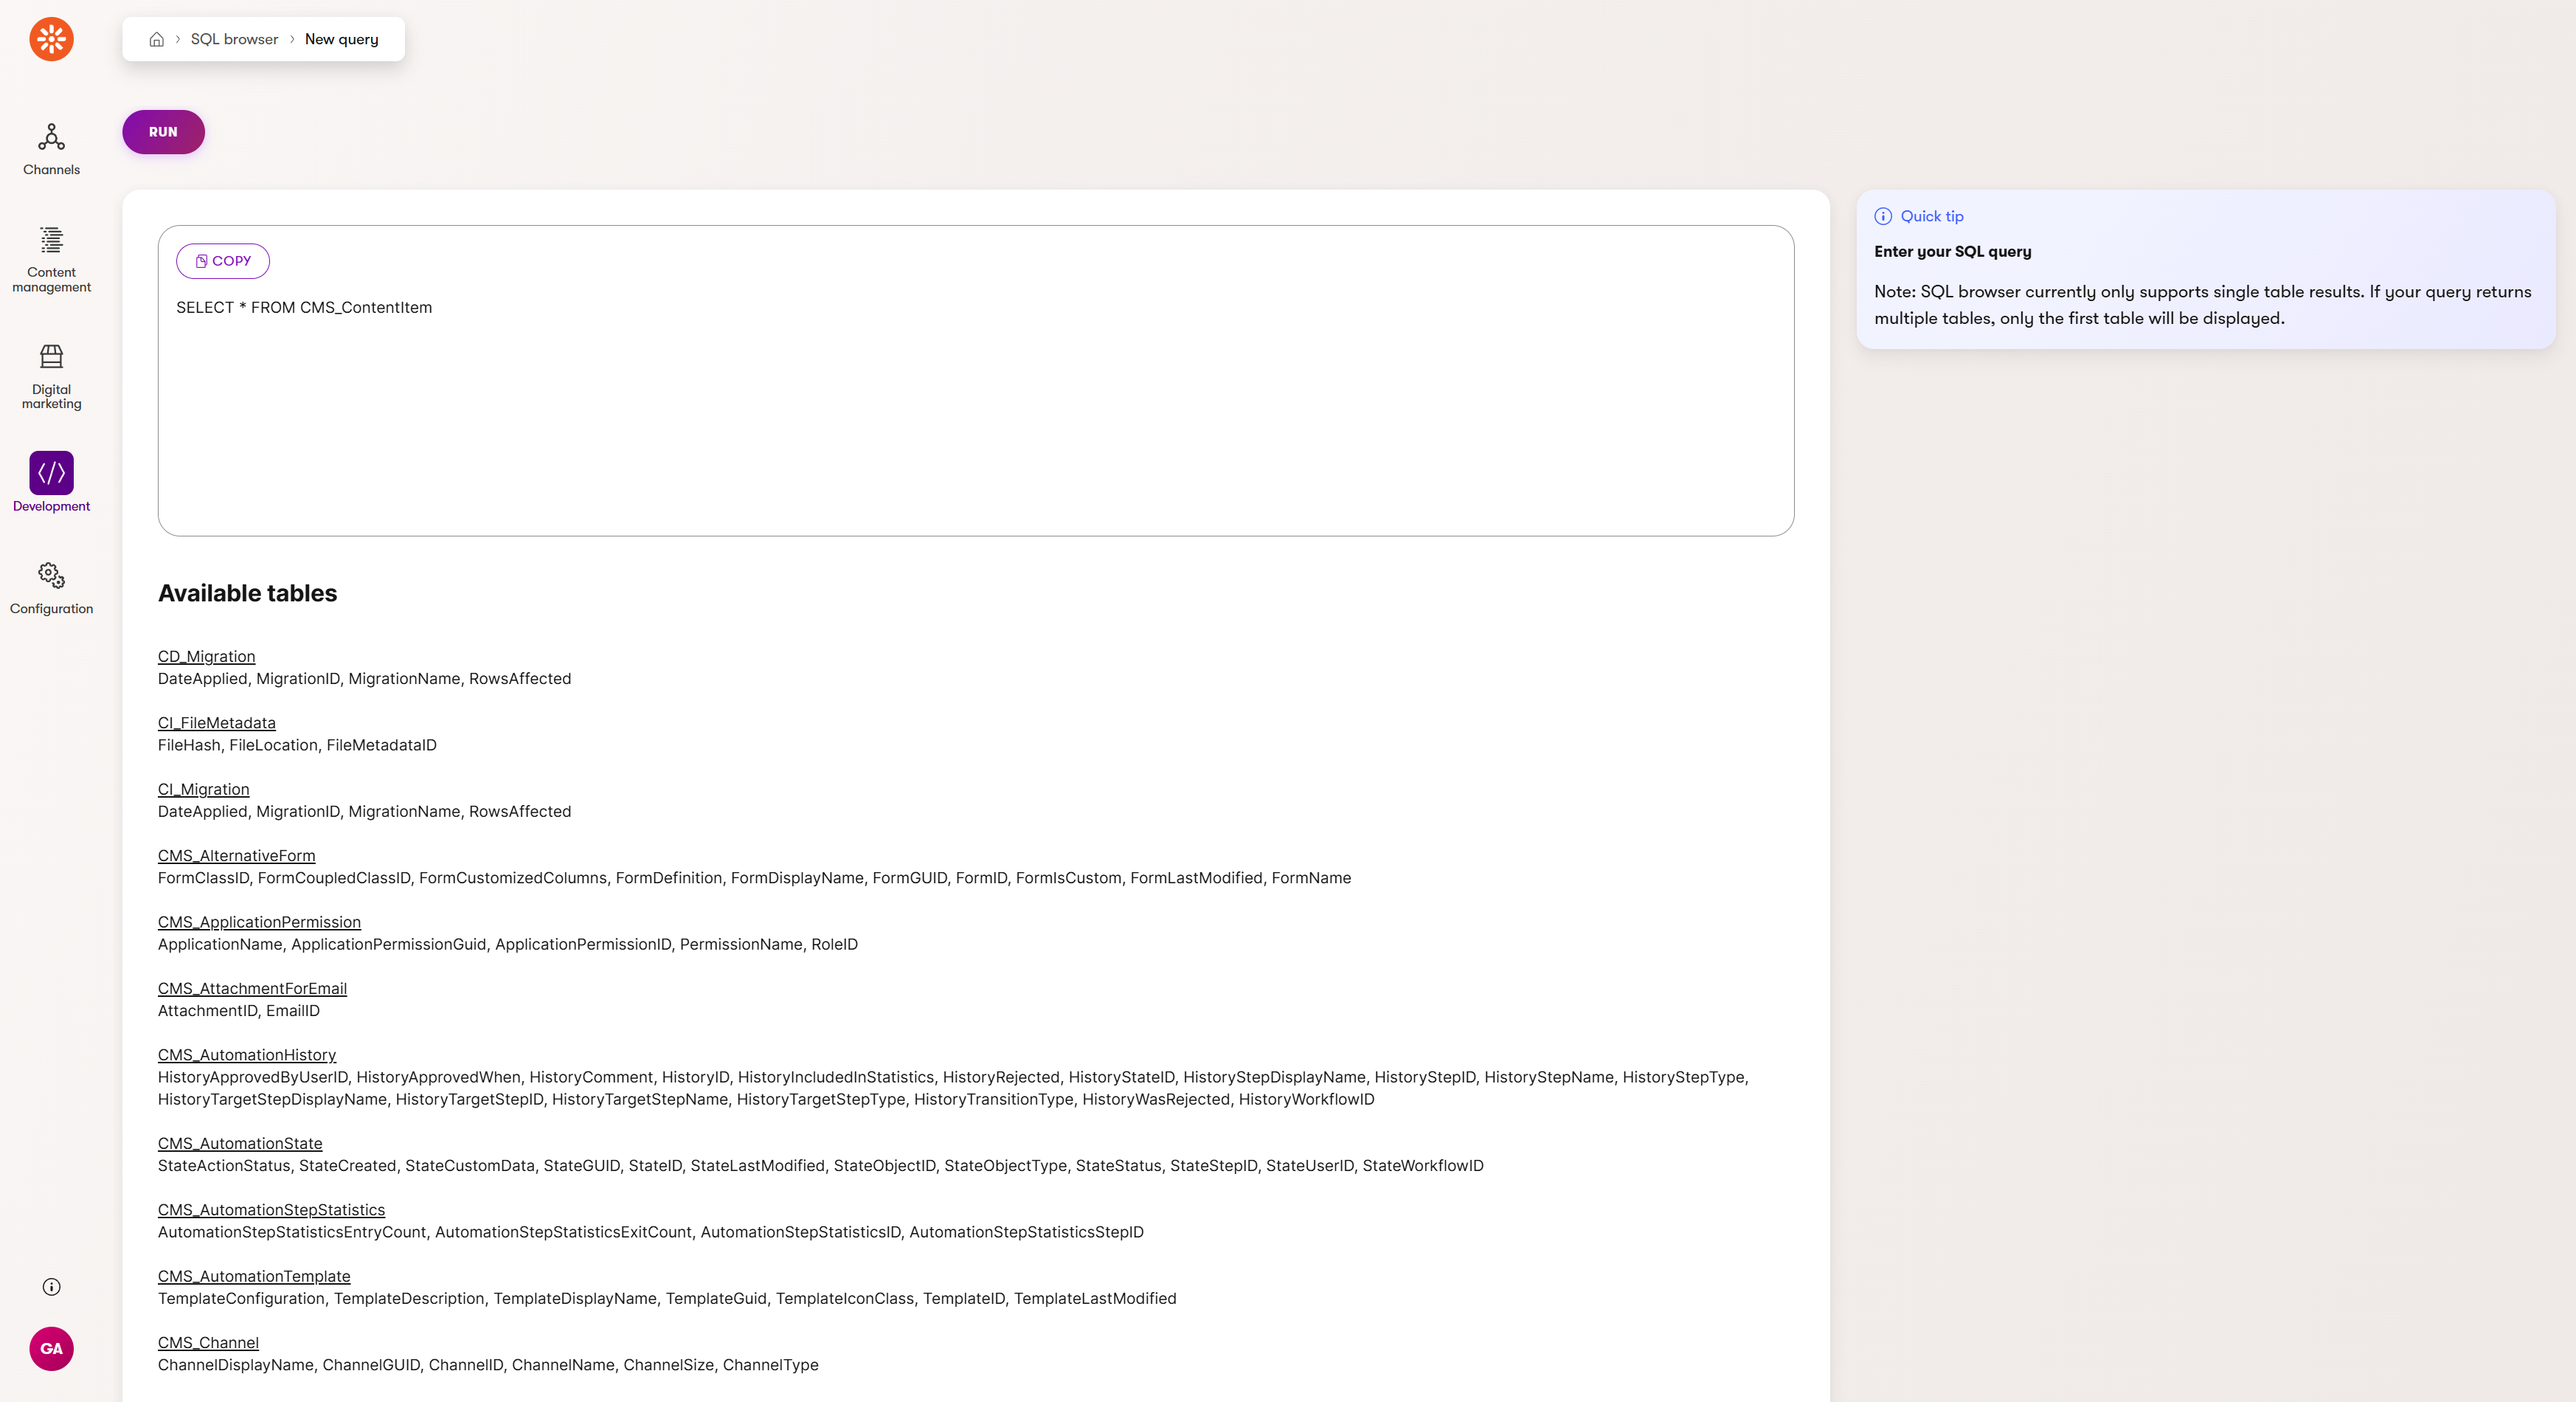 SQL browser
New query
Channels
Content
management
Digital
marketing
Development
Configuration
GA
RUN
COPY
SELECT * FROM CMS_ContentItem
Available tables
CD_Migration
DateApplied, MigrationID, MigrationName, RowsAffected
CI_FileMetadata
FileHash, FileLocation, FileMetadataID
CI_Migration
DateApplied, MigrationID, MigrationName, RowsAffected
CMS_AlternativeForm
FormClassID, FormCoupledClassID, FormCustomizedColumns, FormDefinition, FormDisplayName, FormGUID, FormID, FormIsCustom, FormLastModified, FormName
CMS_ApplicationPermission
ApplicationName, ApplicationPermissionGuid, ApplicationPermissionID, PermissionName, RoleID
CMS_AttachmentForEmail
AttachmentID, EmailID
CMS_AutomationHistory
HistoryApprovedByUserID, HistoryApprovedWhen, HistoryComment, HistoryID, HistoryIncludedInStatistics, HistoryRejected, HistoryStateID, HistoryStepDisplayName, HistoryStepID, HistoryStepName, HistoryStepType,
HistoryTargetStepDisplayName, HistoryTargetStepID, HistoryTargetStepName, HistoryTargetStepType, HistoryTransitionType, HistoryWasRejected, HistoryWorkflowID
CMS_AutomationState
StateActionStatus, StateCreated, StateCustomData, StateGUID, StateID, StateLastModified, StateObjectID, StateObjectType, StateStatus, StateStepID, StateUserID, StateWorkflowID
CMS_AutomationStepStatistics
AutomationStepStatisticsEntryCount, AutomationStepStatisticsExitCount, AutomationStepStatisticsID, AutomationStepStatisticsStepID
CMS_AutomationTemplate
TemplateConfiguration, TemplateDescription, TemplateDisplayName, TemplateGuid, TemplateIconClass, TemplateID, TemplateLastModified
CMS_Channel
ChannelDisplayName, ChannelGUID, ChannelID, ChannelName, ChannelSize, ChannelType
Quick tip
Enter your SQL query
Note: SQL browser currently only supports single table results. If your query returns
multiple tables, only the first table will be displayed.